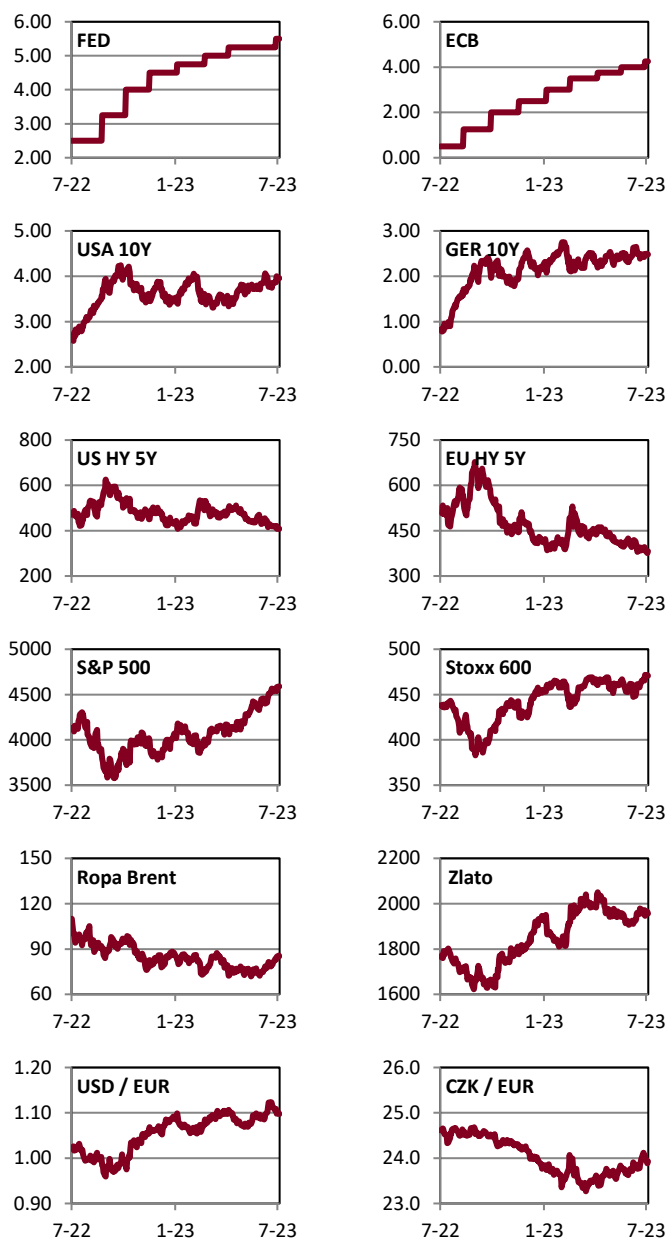 FED
6.00
5.00
4.00
3.00
2.00
7-22 1-23 7-23
ECB
6.00
4.00
2.00
0.00
7-22 1-23 7-23
USA 10Y
5.00
4.00
3.00
2.00
7-22 1-23 7-23
GER 10Y
3.00
2.00
1.00
0.00
7-22 1-23 7-23
US HY 5Y
800
600
400
200
7-22 1-23 7-23
EU HY 5Y
750
600
450
300
7-22 1-23 7-23
S&P 500
5000
4500
4000
3500
7-22 1-23 7-23
Stoxx 600
500
450
400
350
7-22 1-23 7-23
Ropa Brent
150
120
90
60
7-22 1-23 7-23
Zlato
2200
2000
1800
1600
7-22 1-23 7-23
USD / EUR
1.20
1.10
1.00
0.90
7-22 1-23 7-23
CZK / EUR
26.0
25.0
24.0
23.0
7-22 1-23 7-23